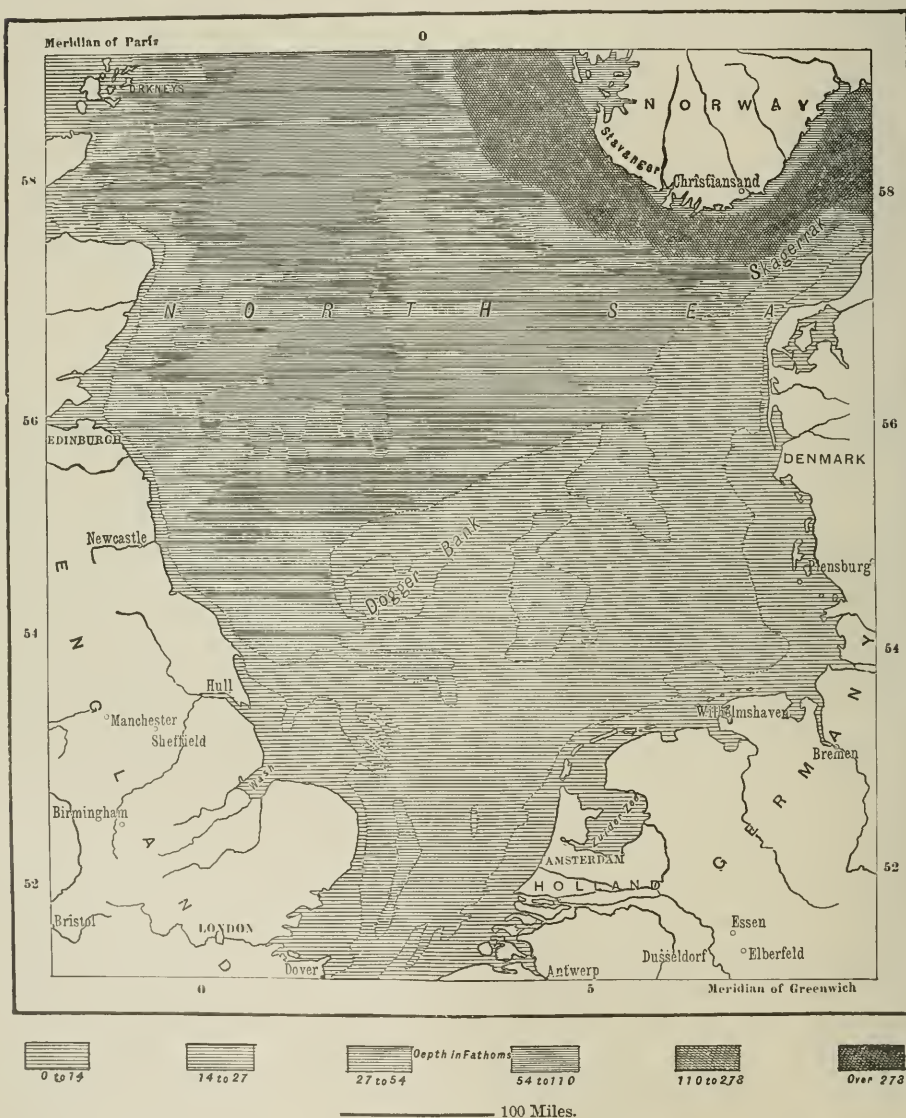 Meridian of Paris
0
ORKNEYS
NORWAY
Stavanger
58
Christiansand
58
Skagerrak
NORTH SEA
56
56
EDINBURGH
DENMARK
Newcastle
Dogger Bank
Flensburg
ENGLAND
54
54
GERMANY
Hull
Wilhelmshaven
Manchester
Sheffield
Bremen
Wash
Birmingham
Zuider Zee
AMSTERDAM
52
52
HOLLAND
Bristol
LONDON
Essen
Dover
Antwerp
Dusseldorf
Elberfeld
0
5
Meridian of Greenwich
Depth in Fathoms
0 to 14
14 to 27
27 to 54
54 to 110
110 to 273
Over 273
100 Miles.